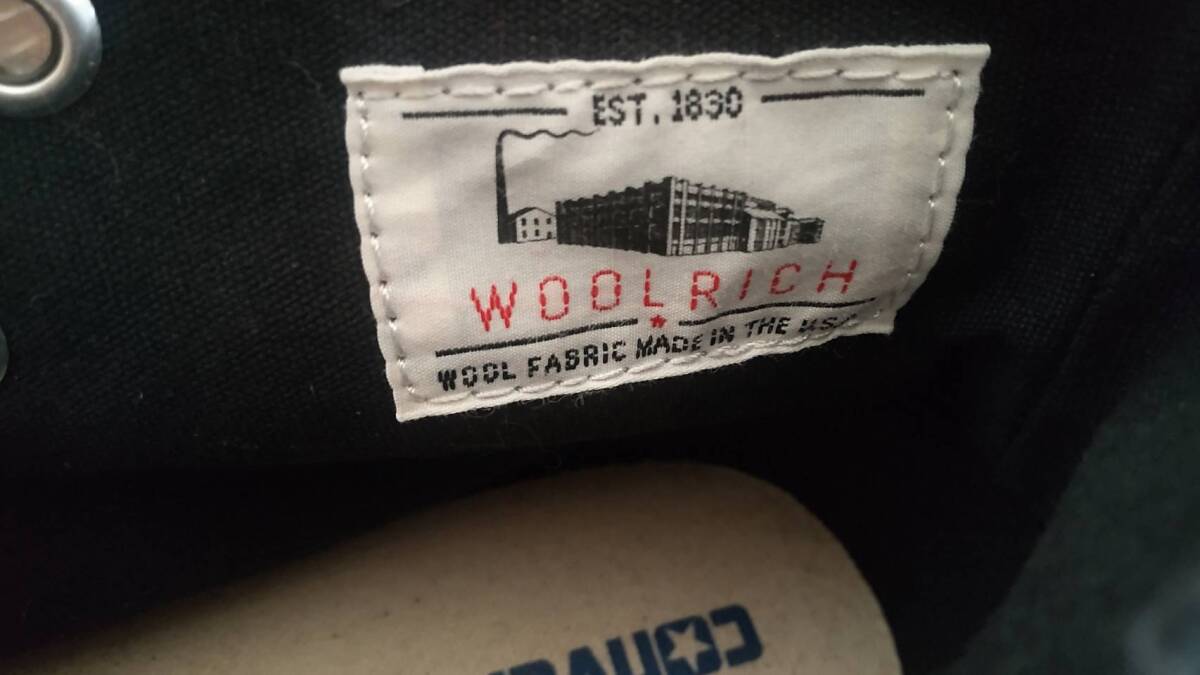 EST. 1830
WOOLRICH
WOOL FABRIC MADE IN THE USA